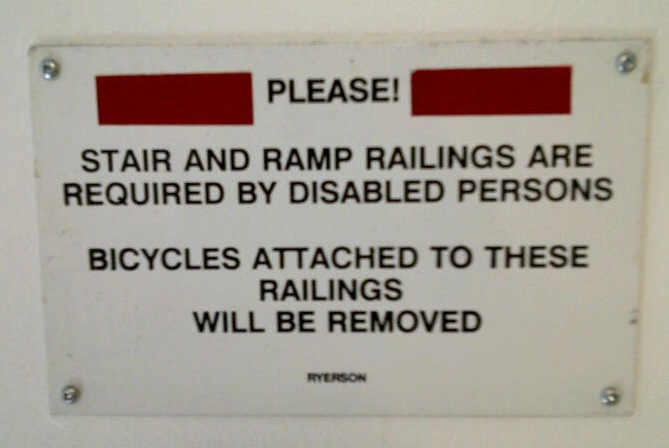 PLEASE!
STAIR AND RAMP RAILINGS ARE
REQUIRED BY DISABLED PERSONS
BICYCLES ATTACHED TO THESE
RAILINGS
WILL BE REMOVED
RYERSON